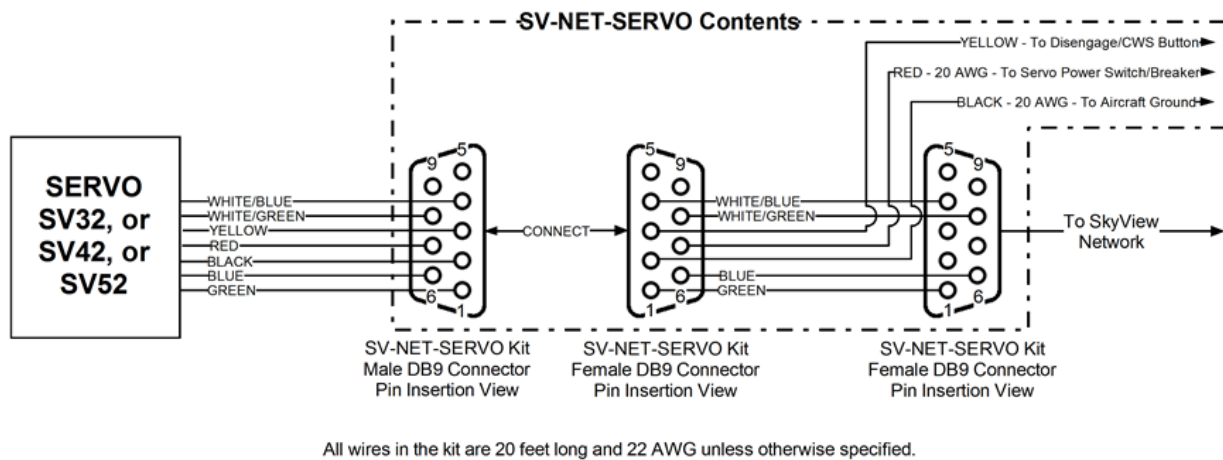 SV-NET-SERVO Contents
YELLOW - To Disengage/CWS Button
RED - 20 AWG - To Servo Power Switch/Breaker
BLACK - 20 AWG - To Aircraft Ground
SERVO
SV32, or
SV42, or
SV52
WHITE/BLUE
WHITE/GREEN
YELLOW
RED
BLACK
BLUE
GREEN
9
5
6
1
CONNECT
5
9
1
6
WHITE/BLUE
WHITE/GREEN
BLUE
GREEN
5
9
1
6
To SkyView
Network
SV-NET-SERVO Kit
Male DB9 Connector
Pin Insertion View
SV-NET-SERVO Kit
Female DB9 Connector
Pin Insertion View
SV-NET-SERVO Kit
Female DB9 Connector
Pin Insertion View
All wires in the kit are 20 feet long and 22 AWG unless otherwise specified.